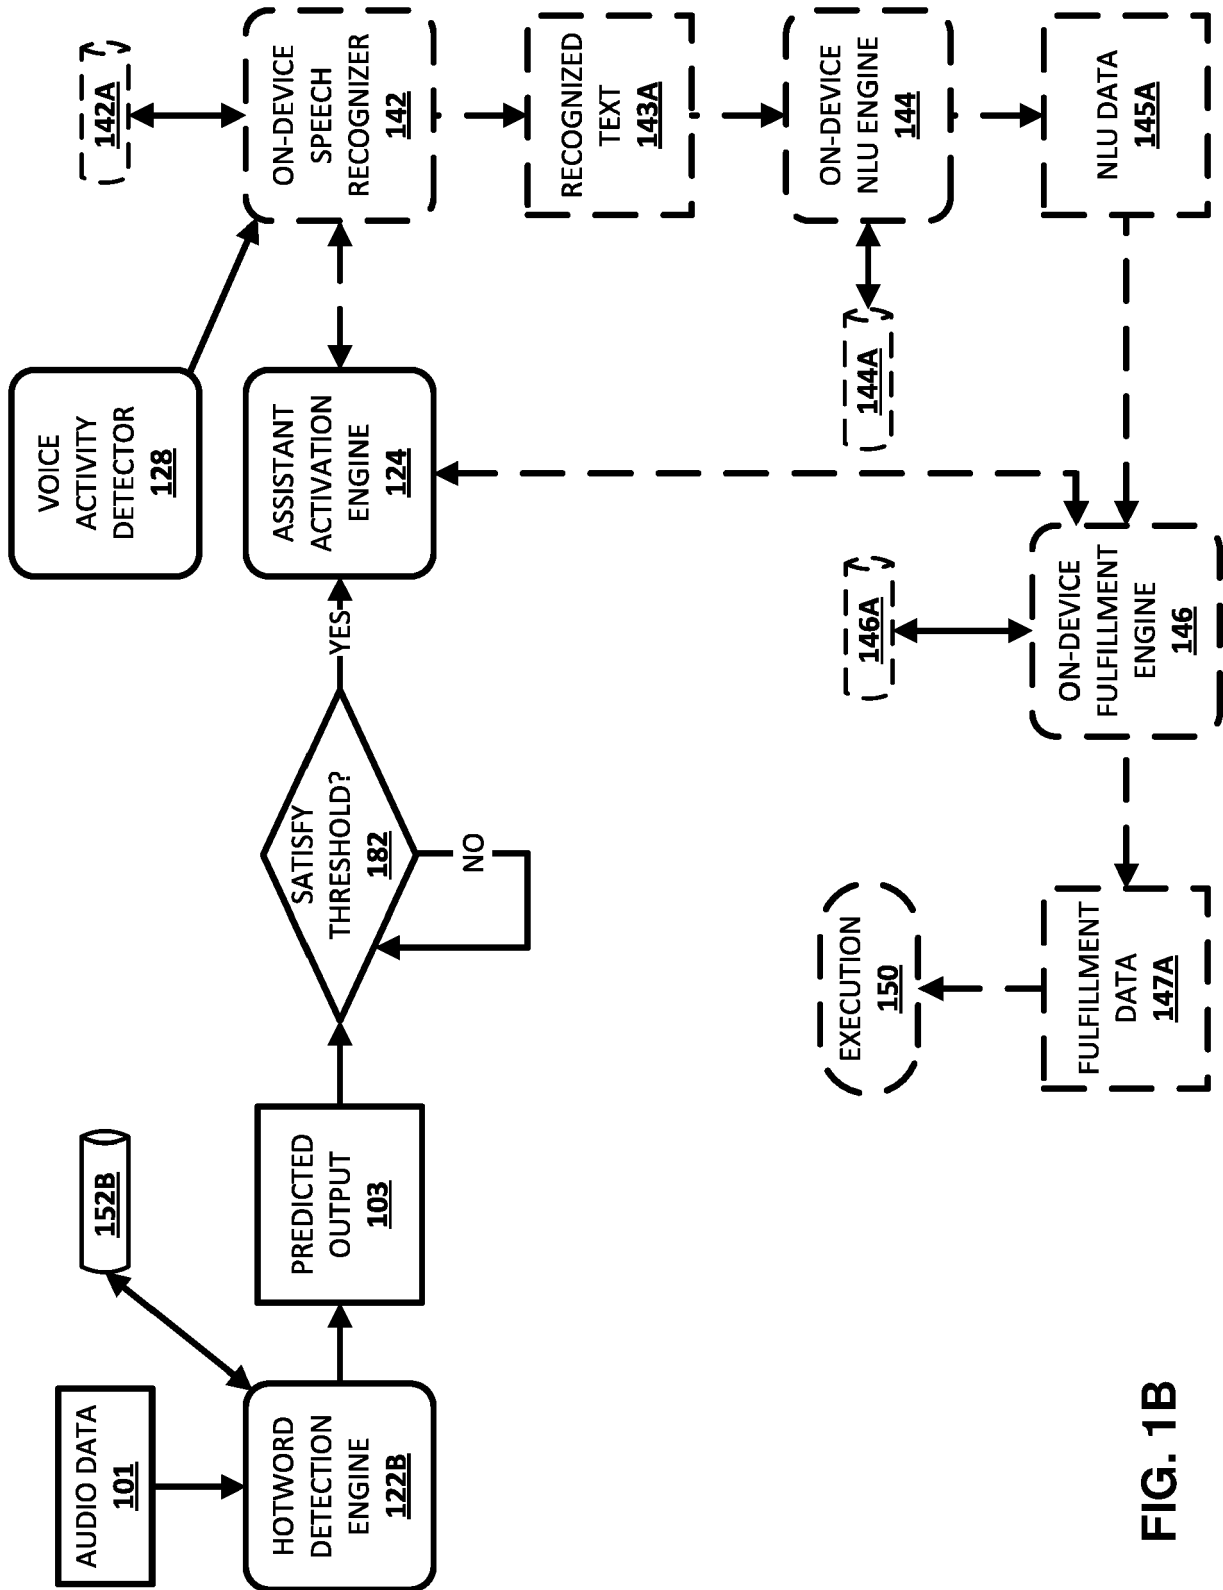 AUDIO DATA
101
152B
HOTWORD
DETECTION
ENGINE
122B
PREDICTED
OUTPUT
103
SATISFY
THRESHOLD?
182
YES
NO
VOICE
ACTIVITY
DETECTOR
128
ASSISTANT
ACTIVATION
ENGINE
124
142A
ON-DEVICE
SPEECH
RECOGNIZER
142
RECOGNIZED
TEXT
143A
ON-DEVICE
NLU ENGINE
144
144A
NLU DATA
145A
146A
ON-DEVICE
FULFILLMENT
ENGINE
146
FULFILLMENT
DATA
147A
EXECUTION
150
FIG. 1B